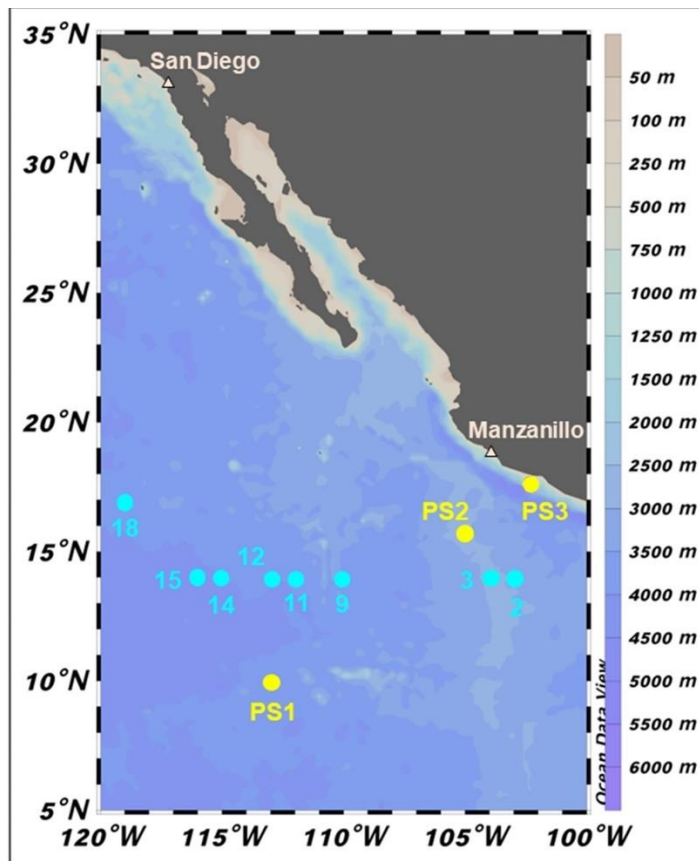 35°N
San Diego
30°N
25°N
20°N
Manzanillo
PS2
PS3
18
15°N
12
15
14
11
9
3
2
10°N
PS1
5°N
120°W
115°W
110°W
105°W
100°W
50 m
100 m
250 m
500 m
750 m
1000 m
1250 m
1500 m
2000 m
2500 m
3000 m
3500 m
4000 m
4500 m
5000 m
5500 m
6000 m
Ocean Data View